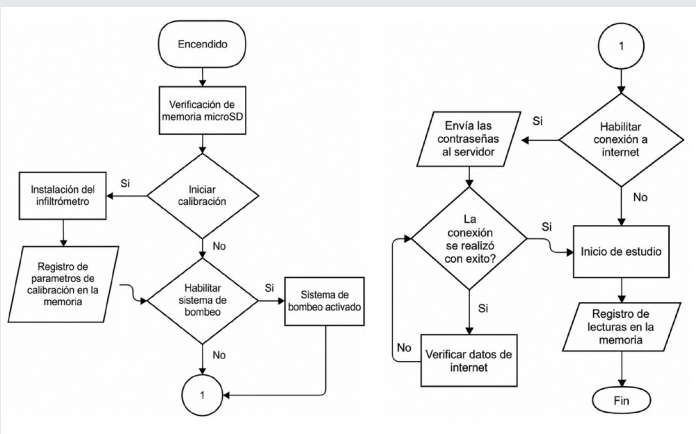 Encendido
Verificación de
memoria microSD
Iniciar
calibración
Si
Instalación del
infiltrómetro
Registro de
parametros de
calibración en la
memoria
No
Habilitar
sistema de
bombeo
Si
Sistema de
bombeo activado
No
1
1
Habilitar
conexión a
internet
Si
Envía las
contraseñas
al servidor
No
La
conexión
se realizó
con exito?
Si
Inicio de estudio
Si
Verificar datos de
internet
No
Registro de
lecturas en la
memoria
Fin